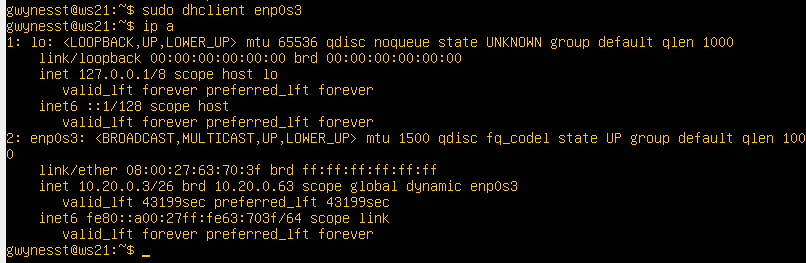 gwynesst@ws21:~$ sudo dhclient enp0s3
gwynesst@ws21:~$ ip a
1: lo: <LOOPBACK,UP,LOWER_UP> mtu 65536 qdisc noqueue state UNKNOWN group default qlen 1000
    link/loopback 00:00:00:00:00:00 brd 00:00:00:00:00:00
    inet 127.0.0.1/8 scope host lo
       valid_lft forever preferred_lft forever
    inet6 ::1/128 scope host
       valid_lft forever preferred_lft forever
2: enp0s3: <BROADCAST,MULTICAST,UP,LOWER_UP> mtu 1500 qdisc fq_codel state UP group default qlen 100
0
    link/ether 08:00:27:63:70:3f brd ff:ff:ff:ff:ff:ff
    inet 10.20.0.3/26 brd 10.20.0.63 scope global dynamic enp0s3
       valid_lft 43199sec preferred_lft 43199sec
    inet6 fe80::a00:27ff:fe63:703f/64 scope link
       valid_lft forever preferred_lft forever
gwynesst@ws21:~$ _